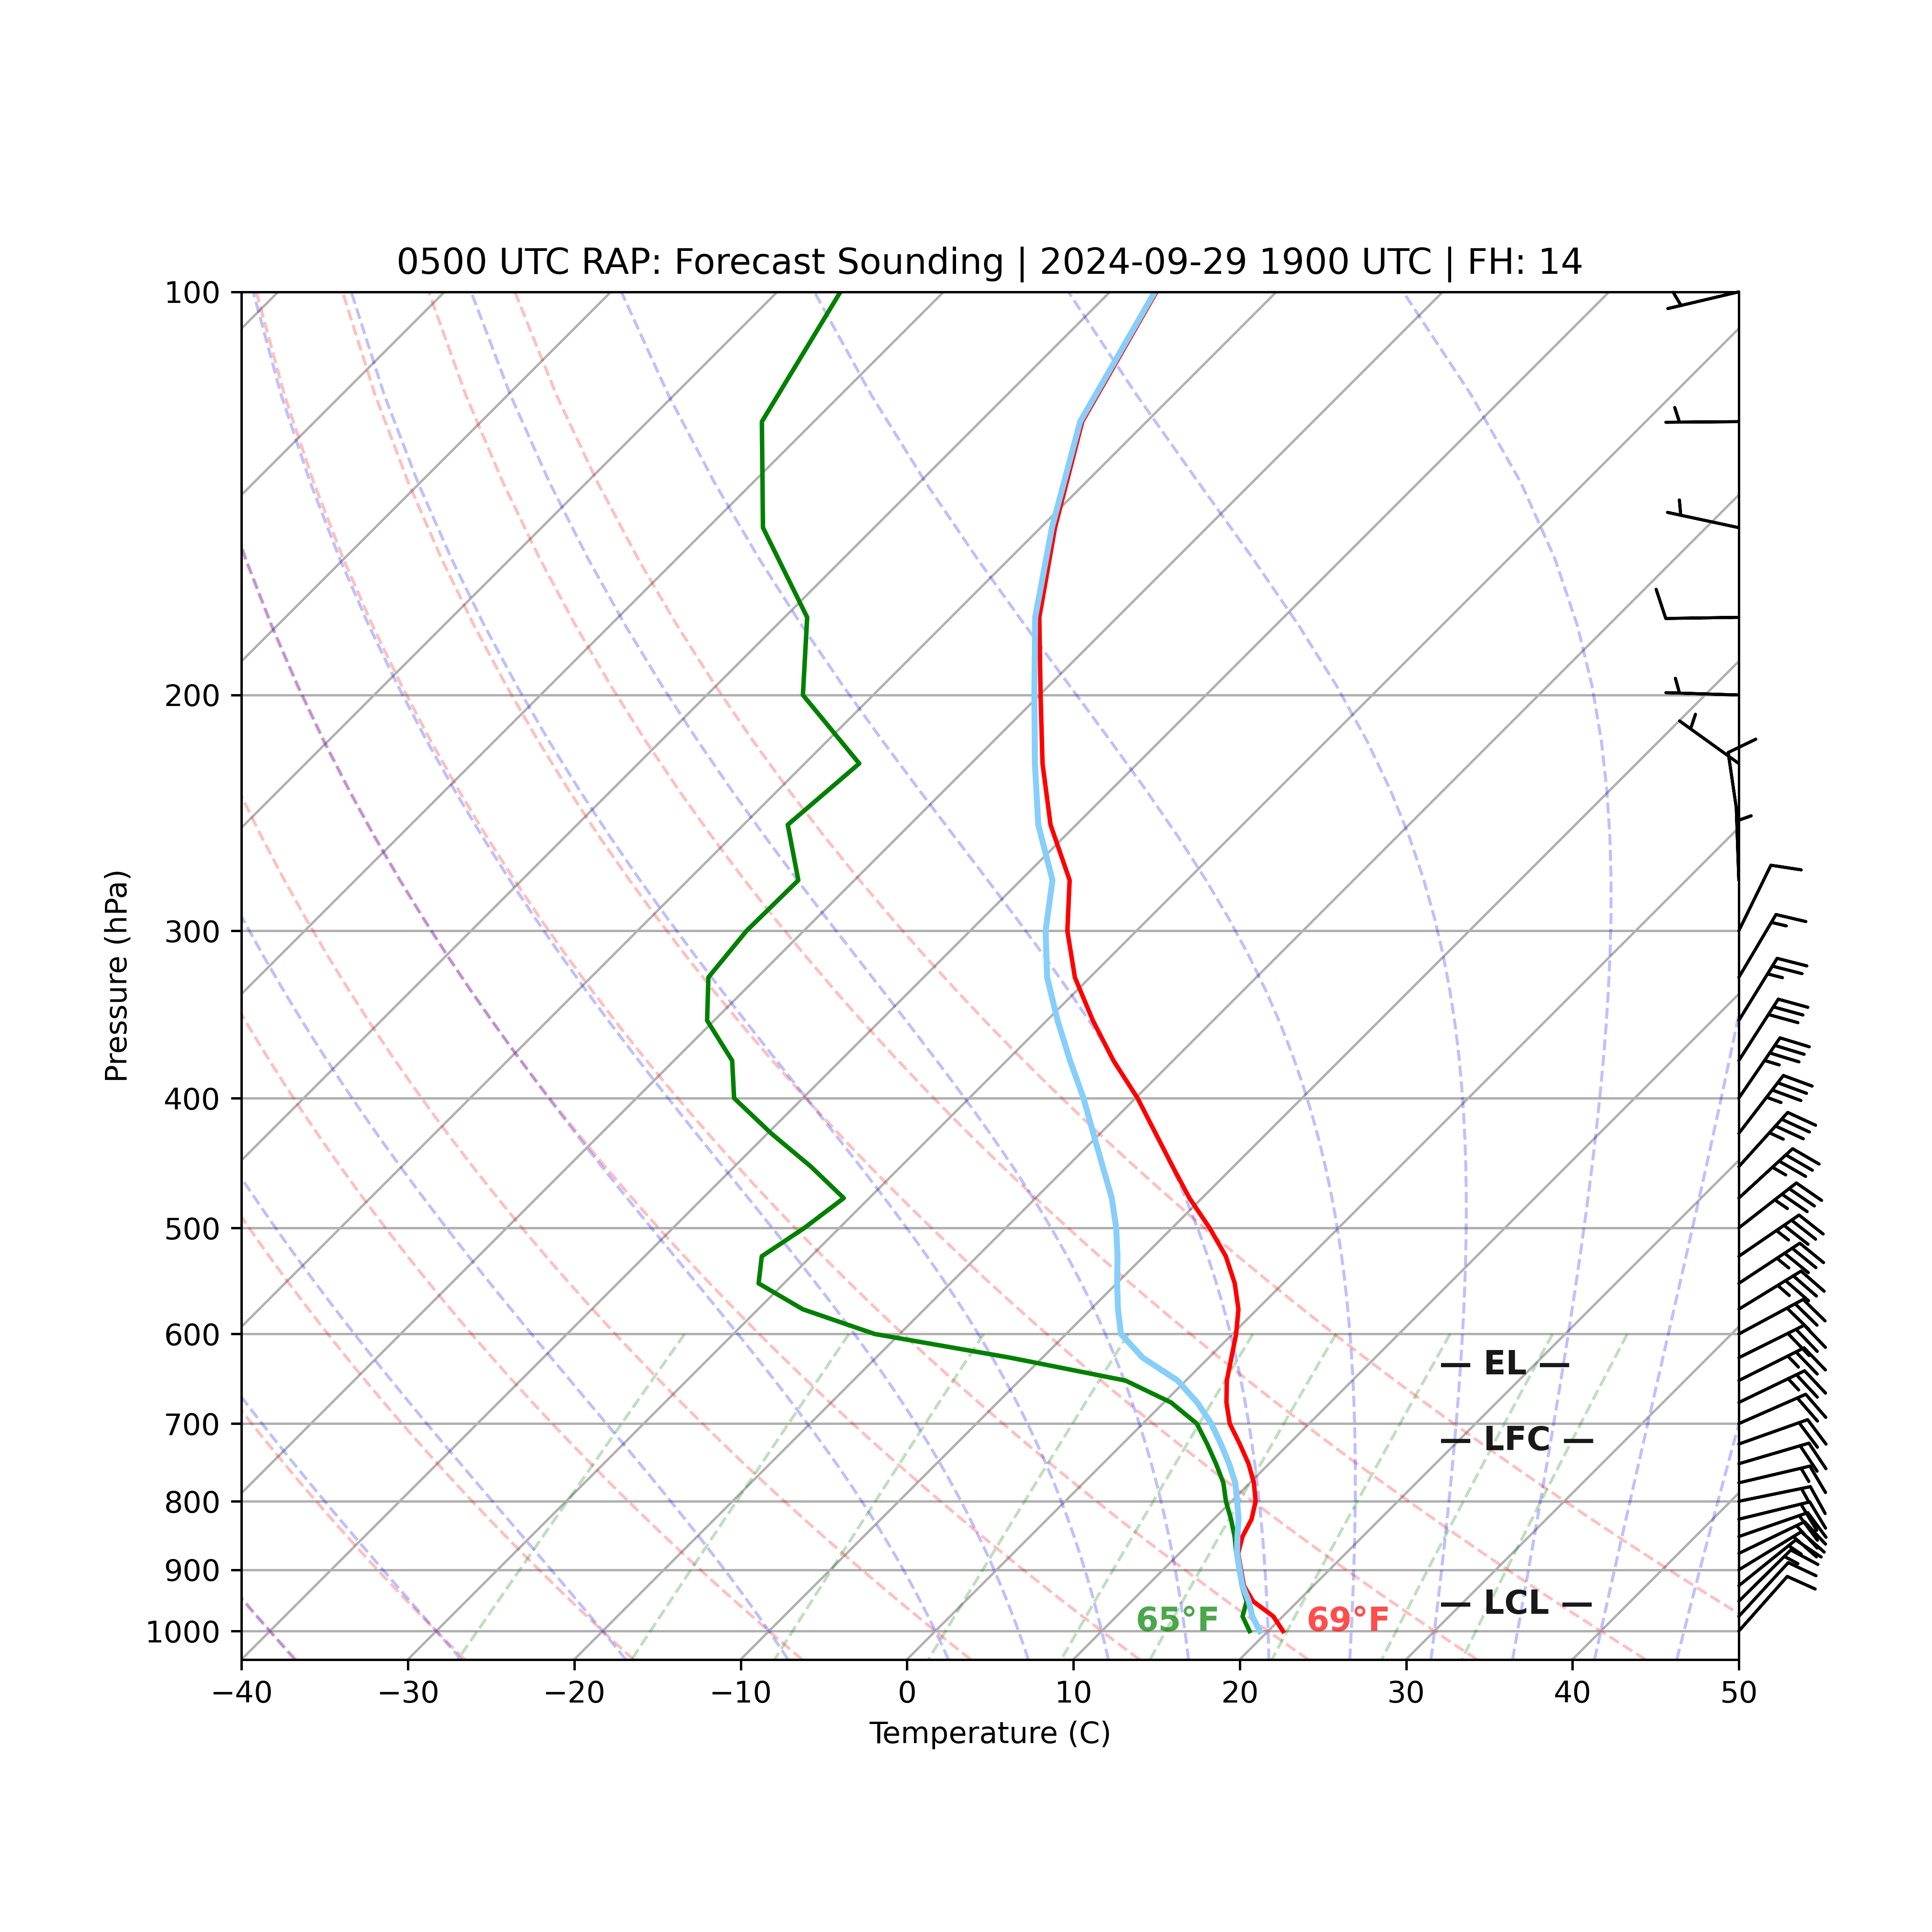 0500 UTC RAP: Forecast Sounding | 2024-09-29 1900 UTC | FH: 14
100
200
300
400
500
600
700
800
900
1000
Pressure (hPa)
— EL —
— LFC —
— LCL —
65°F 69°F
−40 −30 −20 −10 0 10 20 30 40 50
Temperature (C)